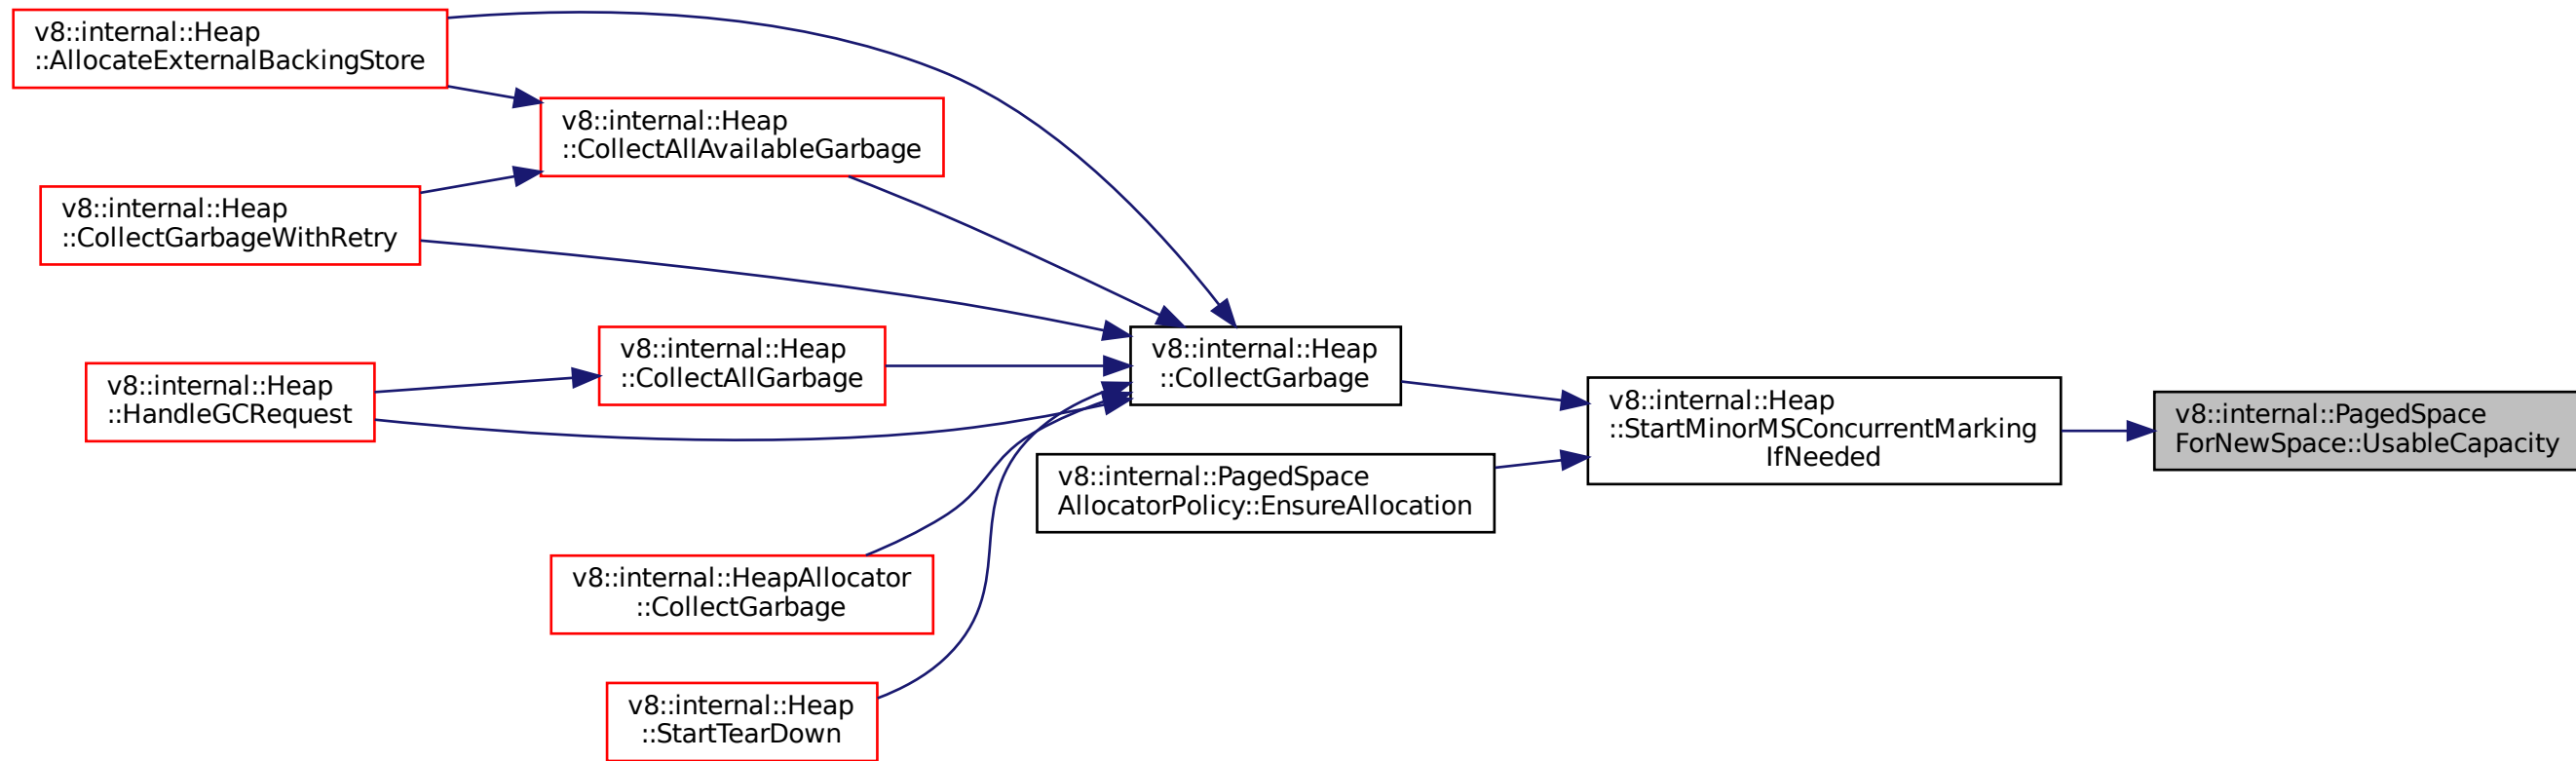 v8::internal::Heap
::AllocateExternalBackingStore
v8::internal::Heap
::CollectAllAvailableGarbage
v8::internal::Heap
::CollectGarbageWithRetry
v8::internal::Heap
::CollectAllGarbage
v8::internal::Heap
::HandleGCRequest
v8::internal::Heap
::CollectGarbage
v8::internal::Heap
::StartMinorMSConcurrentMarking
IfNeeded
v8::internal::PagedSpace
ForNewSpace::UsableCapacity
v8::internal::PagedSpace
AllocatorPolicy::EnsureAllocation
v8::internal::HeapAllocator
::CollectGarbage
v8::internal::Heap
::StartTearDown